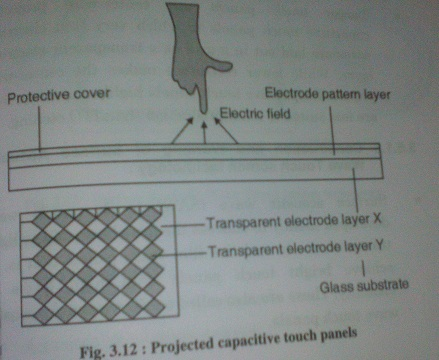 Protective cover
Electrode pattern layer
Electric field
Transparent electrode layer X
Transparent electrode layer Y
Glass substrate
Fig. 3.12 : Projected capacitive touch panels